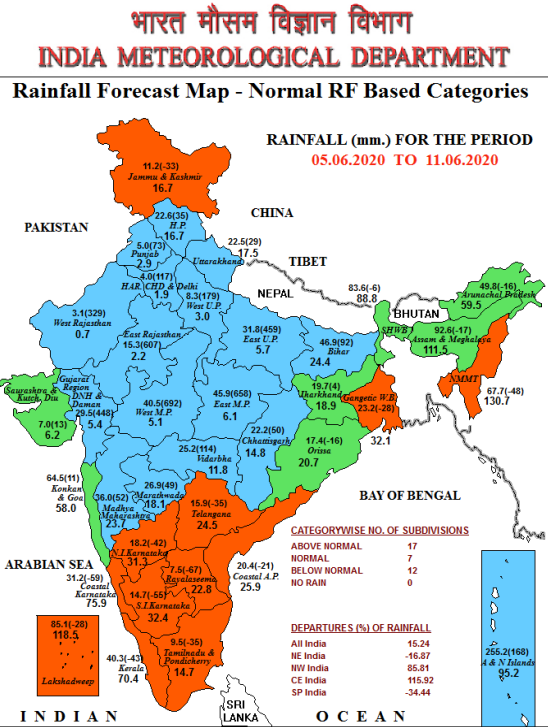 भारत मौसम विज्ञान विभाग
INDIA METEOROLOGICAL DEPARTMENT
Rainfall Forecast Map - Normal RF Based Categories
RAINFALL (mm.) FOR THE PERIOD
05.06.2020 TO 11.06.2020
11.2(-33)
Jammu & Kashmir
16.7
CHINA
PAKISTAN
22.6(35)
H.P.
16.7
5.0(73)
Punjab
2.9
22.5(29)
17.5
Uttarakhand
TIBET
4.0(117)
HAR. CHD & Delhi
1.9
8.3(179)
West U.P.
3.0
NEPAL
83.6(-6)
88.8
SHWB
BHUTAN
49.8(-16)
Arunachal Pradesh
59.5
3.1(329)
West Rajasthan
0.7
East Rajasthan
15.3(607)
2.2
31.8(459)
East U.P.
5.7
46.9(92)
Bihar
24.4
92.6(-17)
Assam & Meghalaya
111.5
NMMT
67.7(-48)
130.7
Saurashtra &
Kutch, Diu
7.0(13)
6.2
Gujarat
Region
DNH &
Daman
29.5(448)
5.4
40.5(692)
West M.P.
5.1
45.9(658)
East M.P.
6.1
19.7(4)
Jharkhand
18.9
Gangetic W.B.
23.2(-28)
32.1
22.2(50)
Chhattisgarh
14.8
17.4(-16)
Orissa
20.7
25.2(114)
Vidarbha
11.8
64.5(11)
Konkan
& Goa
58.0
36.0(52)
Madhya
Maharashtra
23.7
26.9(49)
Marathwada
18.1
15.9(-35)
Telangana
24.5
BAY OF BENGAL
18.2(-42)
N.I.Karnataka
31.3
ARABIAN SEA
31.2(-59)
Coastal
Karnataka
75.9
7.5(-67)
Rayalaseema
22.8
20.4(-21)
Coastal A.P.
25.9
14.7(-55)
S.I.Karnataka
32.4
9.5(-35)
Tamilnadu &
Pondicherry
14.7
40.3(-43)
Kerala
70.4
85.1(-28)
118.5
Lakshadweep
CATEGORYWISE NO. OF SUBDIVISIONS
ABOVE NORMAL 17
NORMAL 7
BELOW NORMAL 12
NO RAIN 0
DEPARTURES (%) OF RAINFALL
All India 15.24
NE India -16.87
NW India 85.81
CE India 115.92
SP India -34.44
255.2(168)
A & N Islands
95.2
SRI
LANKA
INDIAN OCEAN